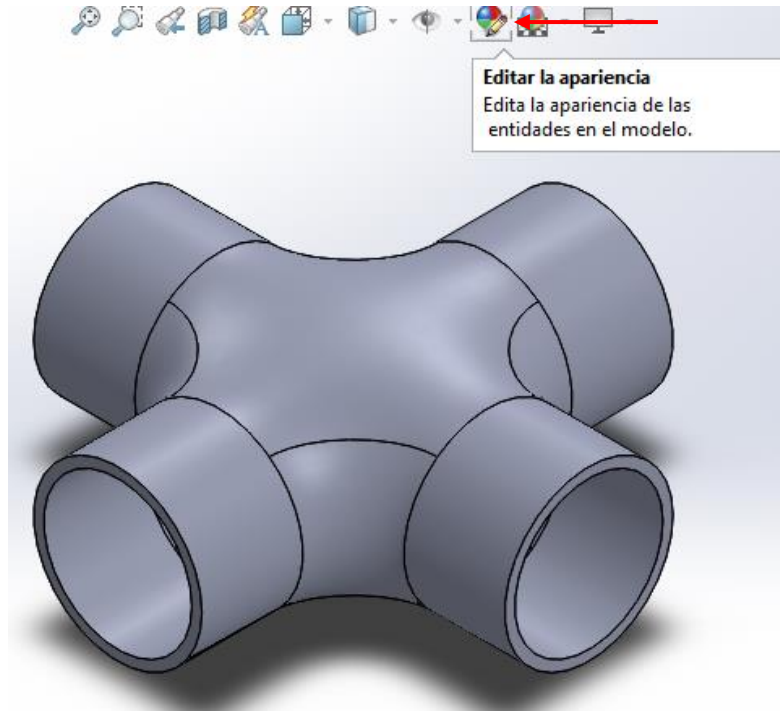 Editar la apariencia
Edita la apariencia de las
entidades en el modelo.